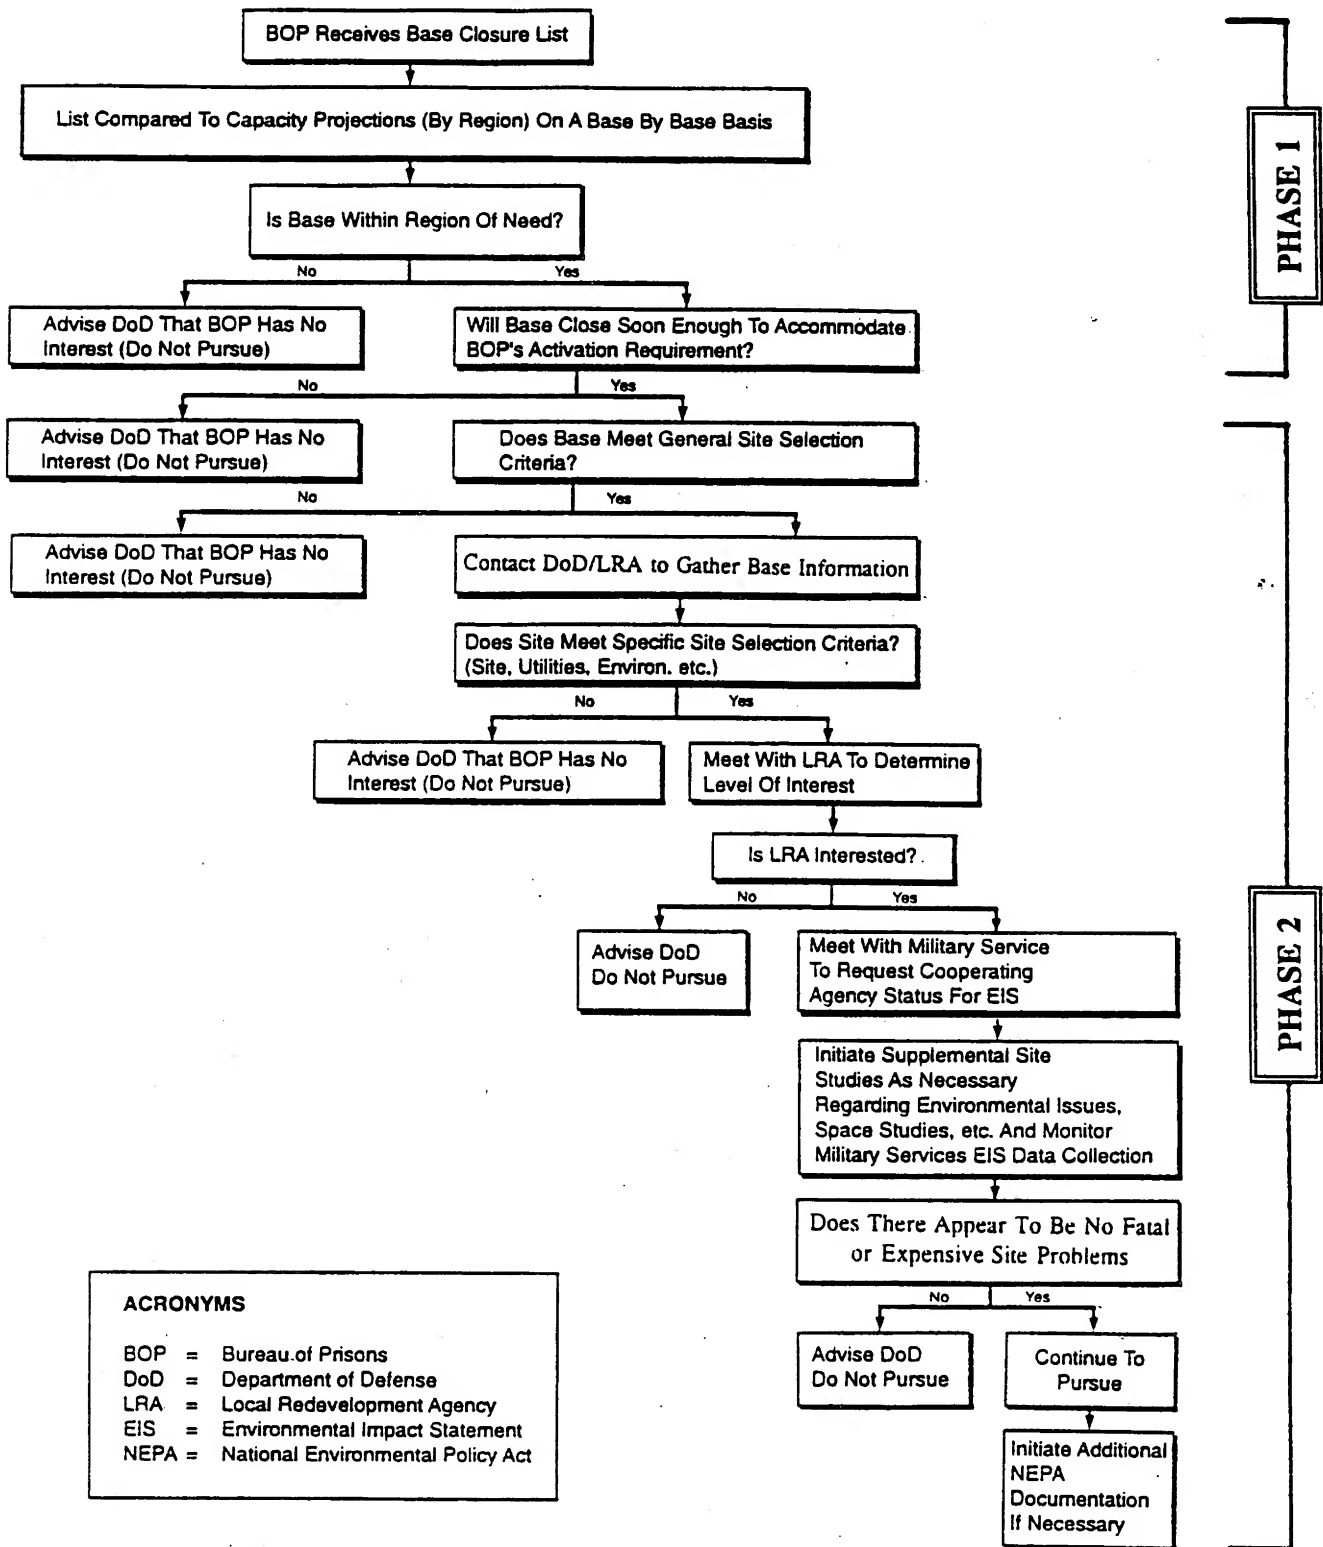 BOP Receives Base Closure List
List Compared To Capacity Projections (By Region) On A Base By Base Basis
Is Base Within Region Of Need?
No
Yes
Advise DoD That BOP Has No
Interest (Do Not Pursue)
Will Base Close Soon Enough To Accommodate
BOP's Activation Requirement?
No
Yes
Advise DoD That BOP Has No
Interest (Do Not Pursue)
Does Base Meet General Site Selection
Criteria?
No
Yes
Advise DoD That BOP Has No
Interest (Do Not Pursue)
Contact DoD/LRA to Gather Base Information
Does Site Meet Specific Site Selection Criteria?
(Site, Utilities, Environ. etc.)
No
Yes
Advise DoD That BOP Has No
Interest (Do Not Pursue)
Meet With LRA To Determine
Level Of Interest
Is LRA Interested?
No
Yes
Advise DoD
Do Not Pursue
Meet With Military Service
To Request Cooperating
Agency Status For EIS
Initiate Supplemental Site
Studies As Necessary
Regarding Environmental Issues,
Space Studies, etc. And Monitor
Military Services EIS Data Collection
Does There Appear To Be No Fatal
or Expensive Site Problems
No
Yes
Advise DoD
Do Not Pursue
Continue To
Pursue
Initiate Additional
NEPA
Documentation
If Necessary
PHASE 1
PHASE 2
ACRONYMS
BOP = Bureau of Prisons
DoD = Department of Defense
LRA = Local Redevelopment Agency
EIS = Environmental Impact Statement
NEPA = National Environmental Policy Act